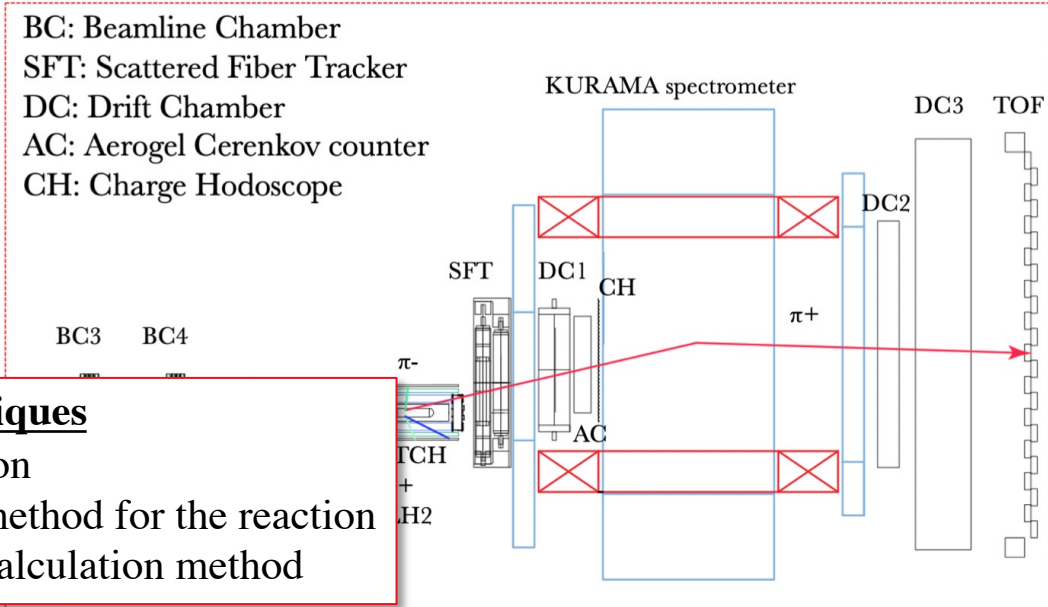 BC: Beamline Chamber
SFT: Scattered Fiber Tracker
DC: Drift Chamber
AC: Aerogel Cerenkov counter
CH: Charge Hodoscope
KURAMA spectrometer
DC3
TOF
DC2
SFT
DC1
CH
π+
BC3
BC4
π-
AC
iques
on
method for the reaction
alculation method
TCH
+
LH2